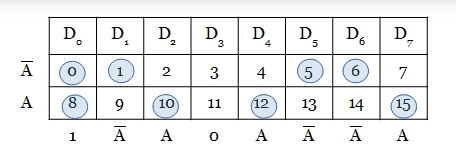 D₀ D₁ D₂ D₃ D₄ D₅ D₆ D₇
A̅ 0 1 2 3 4 5 6 7
A 8 9 10 11 12 13 14 15
1 A̅ A 0 A A̅ A̅ A